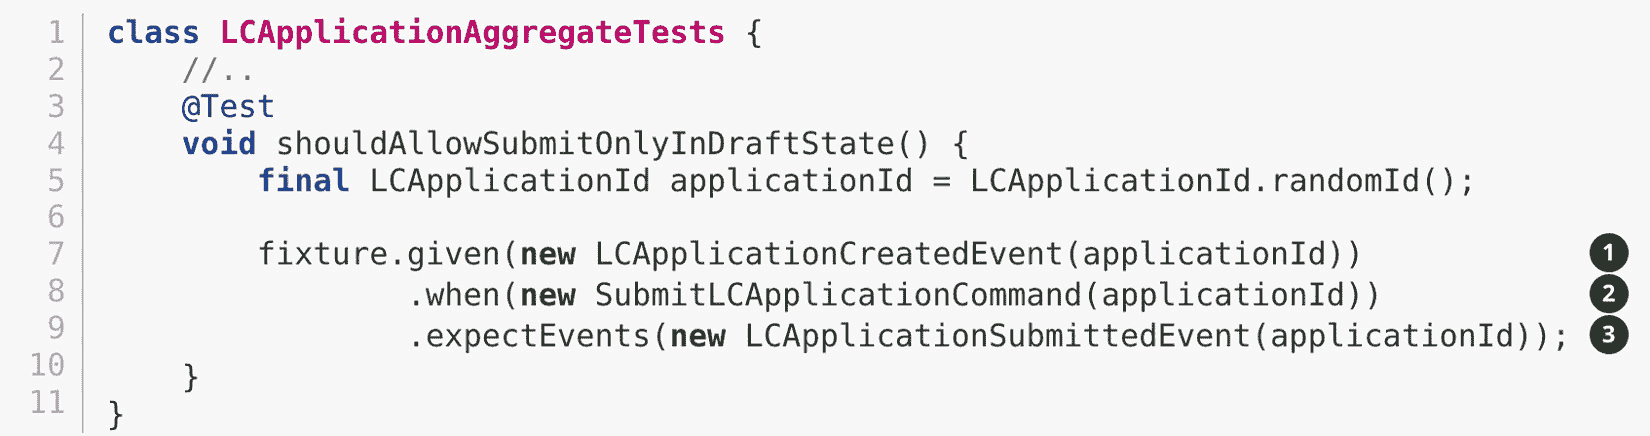 1 class LCApplicationAggregateTests {
2 //..
3 @Test
4 void shouldAllowSubmitOnlyInDraftState() {
5 final LCApplicationId applicationId = LCApplicationId.randomId();
6
7 fixture.given(new LCApplicationCreatedEvent(applicationId)) 1
8 .when(new SubmitLCApplicationCommand(applicationId)) 2
9 .expectEvents(new LCApplicationSubmittedEvent(applicationId)); 3
10 }
11 }